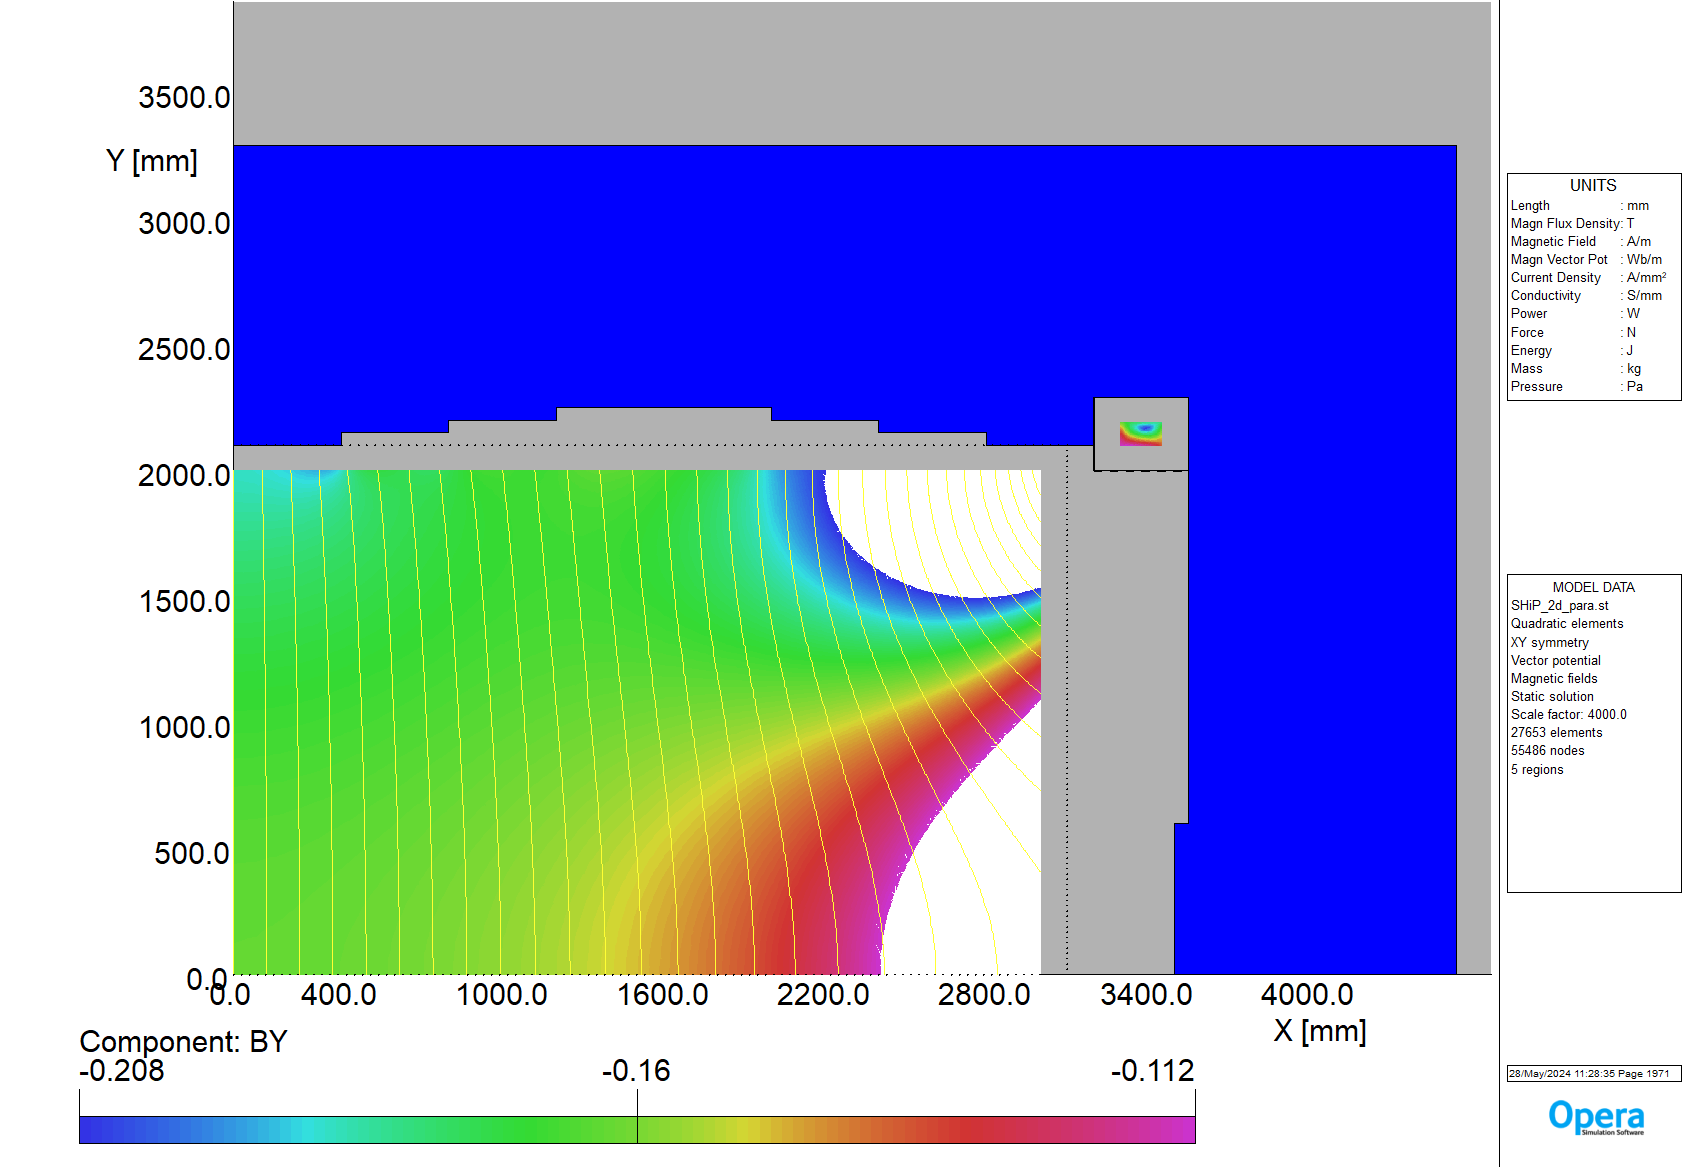 3500.0
Y [mm]
3000.0
2500.0
2000.0
1500.0
1000.0
500.0
0.0
0.0 400.0 1000.0 1600.0 2200.0 2800.0 3400.0 4000.0
X [mm]
Component: BY
-0.208 -0.16 -0.112
UNITS
Length : mm
Magn Flux Density : T
Magnetic Field : A/m
Magn Vector Pot : Wb/m
Current Density : A/mm²
Conductivity : S/mm
Power : W
Force : N
Energy : J
Mass : kg
Pressure : Pa
MODEL DATA
SHiP_2d_para.st
Quadratic elements
XY symmetry
Vector potential
Magnetic fields
Static solution
Scale factor: 4000.0
27653 elements
55486 nodes
5 regions
28/May/2024 11:28:35 Page 1971
Opera
Simulation Software